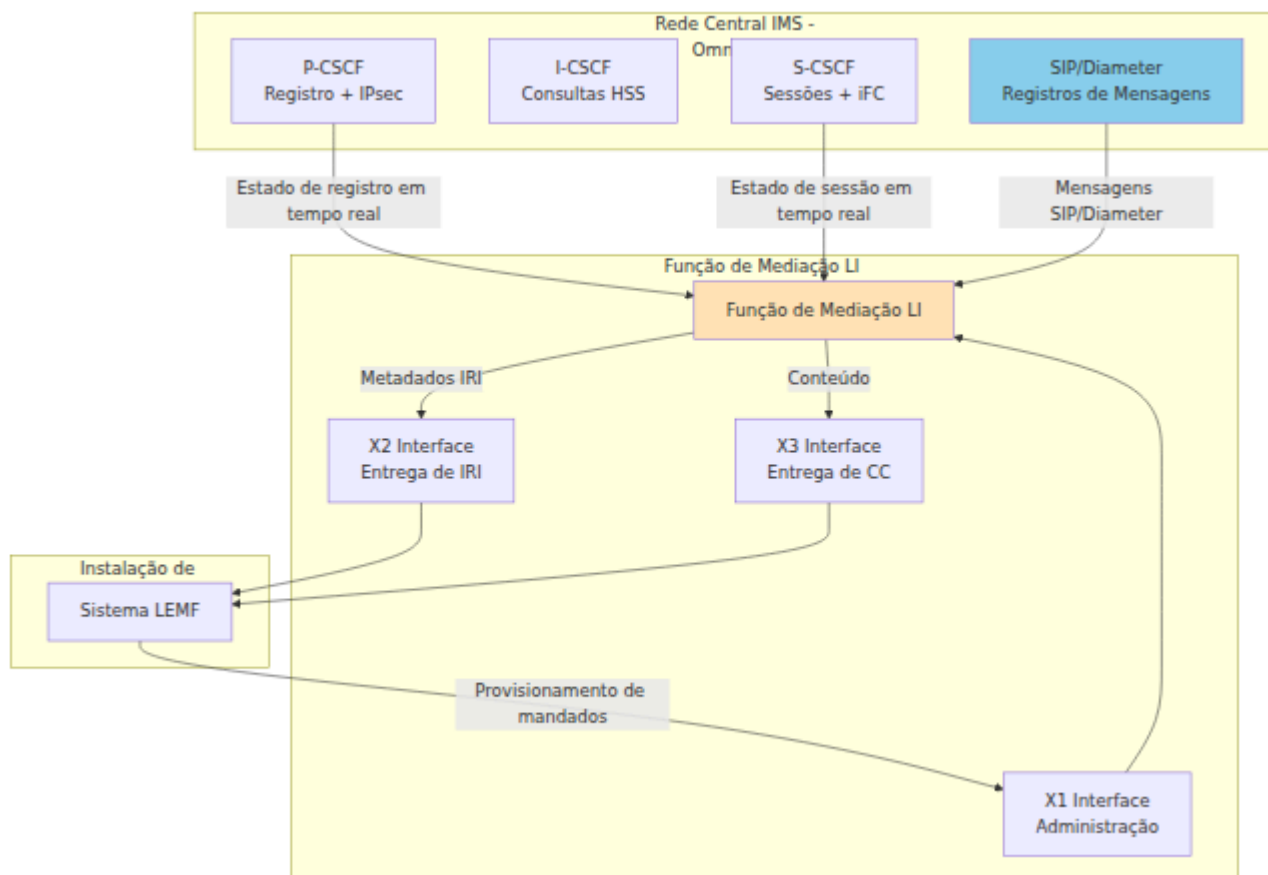 Rede Central IMS -
P-CSCF
Registro + IPsec
I-CSCF
Consultas HSS
S-CSCF
Sessões + iFC
SIP/Diameter
Registros de Mensagens
Estado de registro em
tempo real
Estado de sessão em
tempo real
Mensagens
SIP/Diameter
Função de Mediação LI
Função de Mediação LI
Metadados IRI
Conteúdo
X2 Interface
Entrega de IRI
X3 Interface
Entrega de CC
Instalação de
Sistema LEMF
Provisionamento de
mandados
X1 Interface
Administração